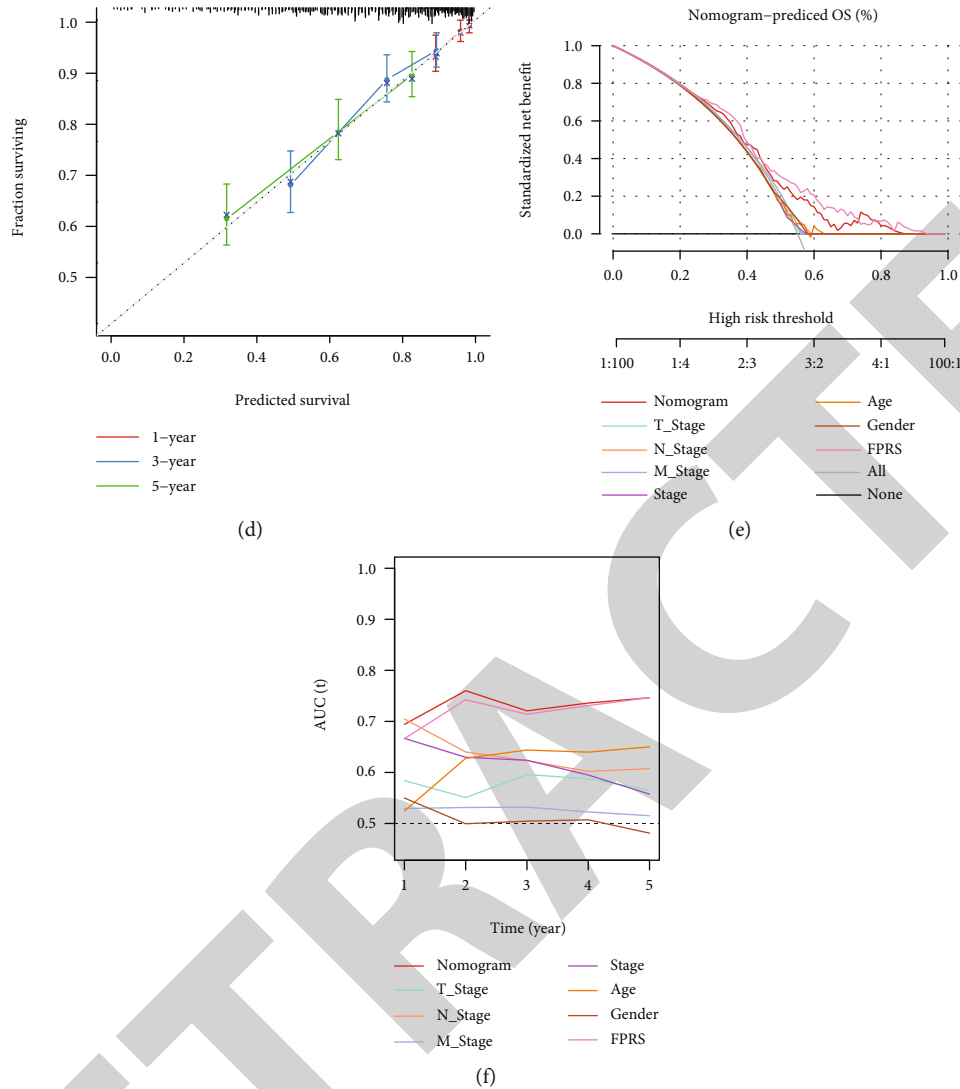 Nomogram−prediced OS (%)
Fraction surviving
1.0
0.9
0.8
0.7
0.6
0.5
0.0
0.2
0.4
0.6
0.8
1.0
Predicted survival
1−year
3−year
5−year
(d)
Standardized net benefit
1.0
0.8
0.6
0.4
0.2
0.0
0.0
0.2
0.4
0.6
0.8
1.0
High risk threshold
1:100
1:4
2:3
3:2
4:1
100:1
Nomogram
T_Stage
N_Stage
M_Stage
Stage
Age
Gender
FPRS
All
None
(e)
AUC (t)
1.0
0.9
0.8
0.7
0.6
0.5
1
2
3
4
5
Time (year)
Nomogram
T_Stage
N_Stage
M_Stage
Stage
Age
Gender
FPRS
(f)